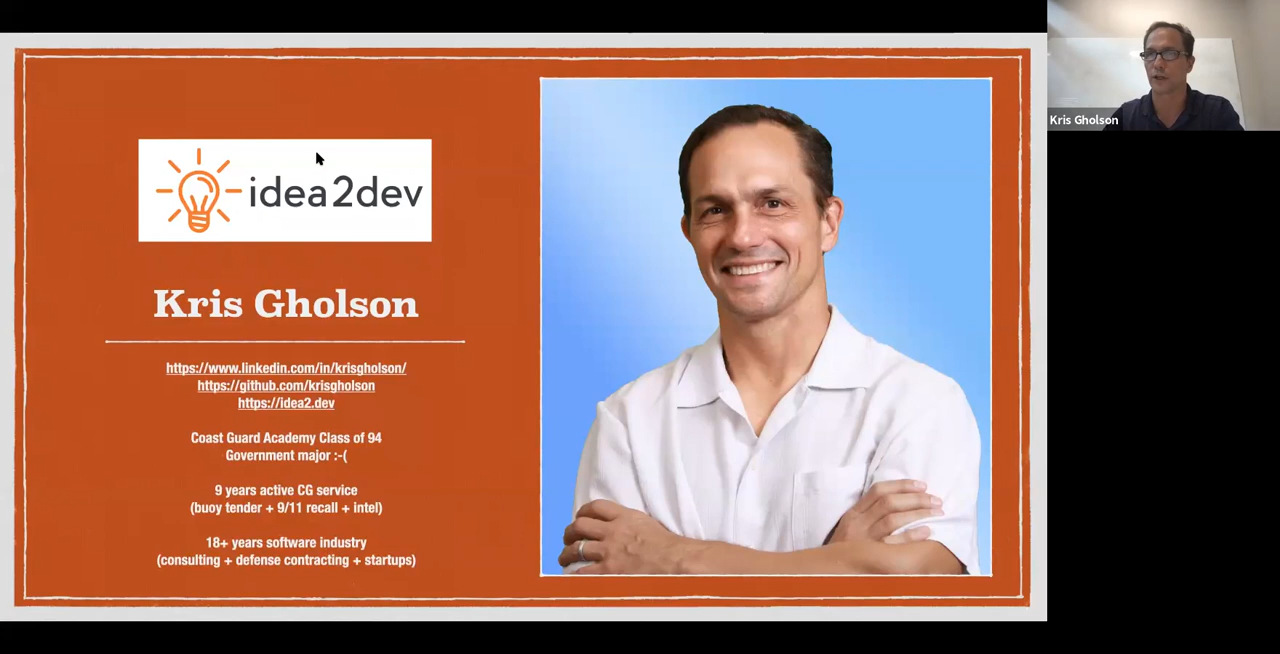 idea2dev
Kris Gholson
https://www.linkedin.com/in/krisgholson/
https://github.com/krisgholson
https://idea2.dev
Coast Guard Academy Class of 94
Government major :-(
9 years active CG service
(buoy tender + 9/11 recall + intel)
18+ years software industry
(consulting + defense contracting + startups)
Kris Gholson